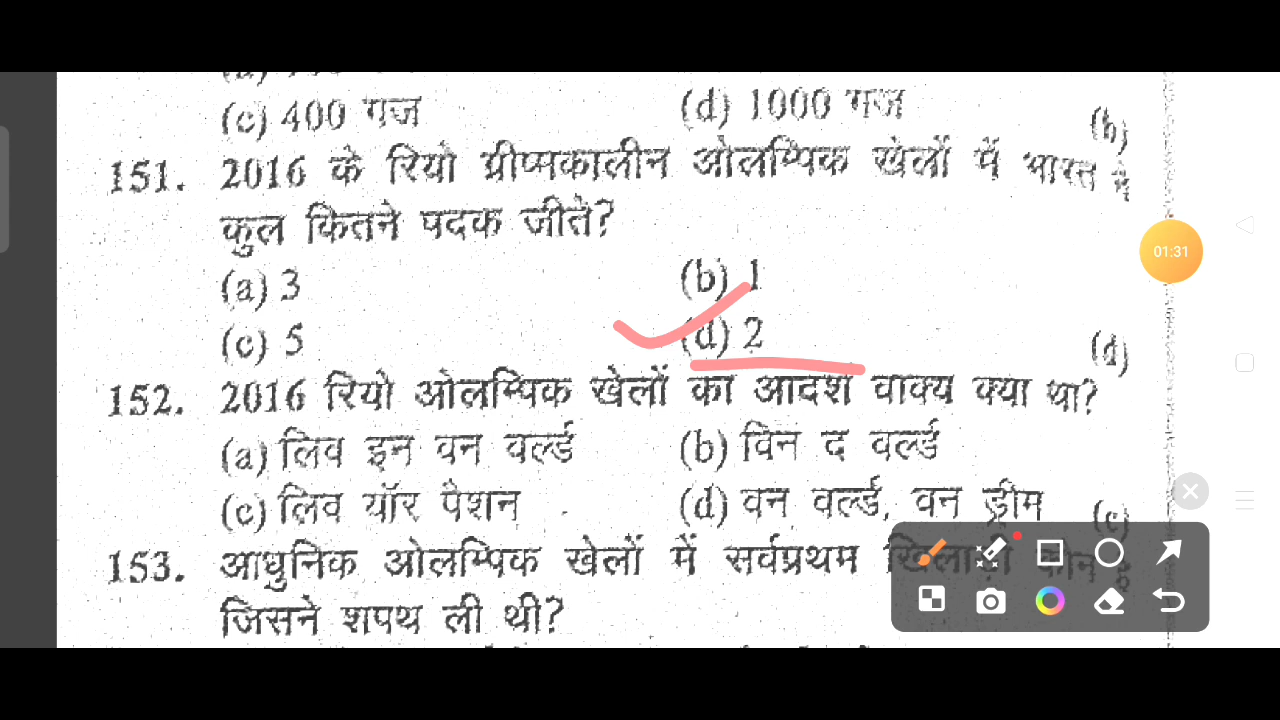 (c) 400 गज (d) 1000 गज (b)
151. 2016 के रियो ग्रीष्मकालीन ओलम्पिक खेलों में भारत ने
कुल कितने पदक जीते?
(a) 3 (b) 1
01:31
(c) 5 (d) 2 (d)
152. 2016 रियो ओलम्पिक खेलों का आदर्श वाक्य क्या था?
(a) लिव इन वन वर्ल्ड (b) विन द वर्ल्ड
(c) लिव यॉर पैशन (d) वन वर्ल्ड, वन ड्रीम (c)
153. आधुनिक ओलम्पिक खेलों में सर्वप्रथम खिलाड़ी कौन है
जिसने शपथ ली थी?